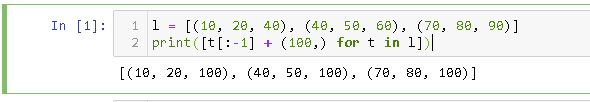 In [1]:
1 l = [(10, 20, 40), (40, 50, 60), (70, 80, 90)]
2 print([t[:-1] + (100,) for t in l])
[(10, 20, 100), (40, 50, 100), (70, 80, 100)]